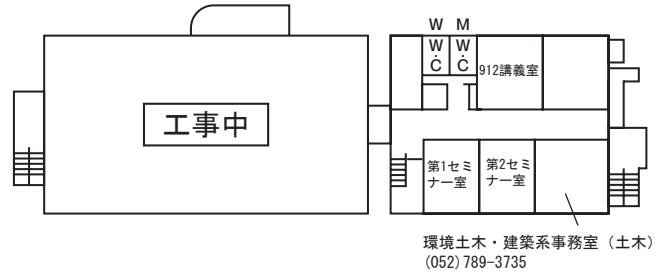 W M
W・C W・C
912講義室
工事中
第1セミ
ナー室
第2セミ
ナー室
環境土木・建築系事務室（土木）
(052)789-3735